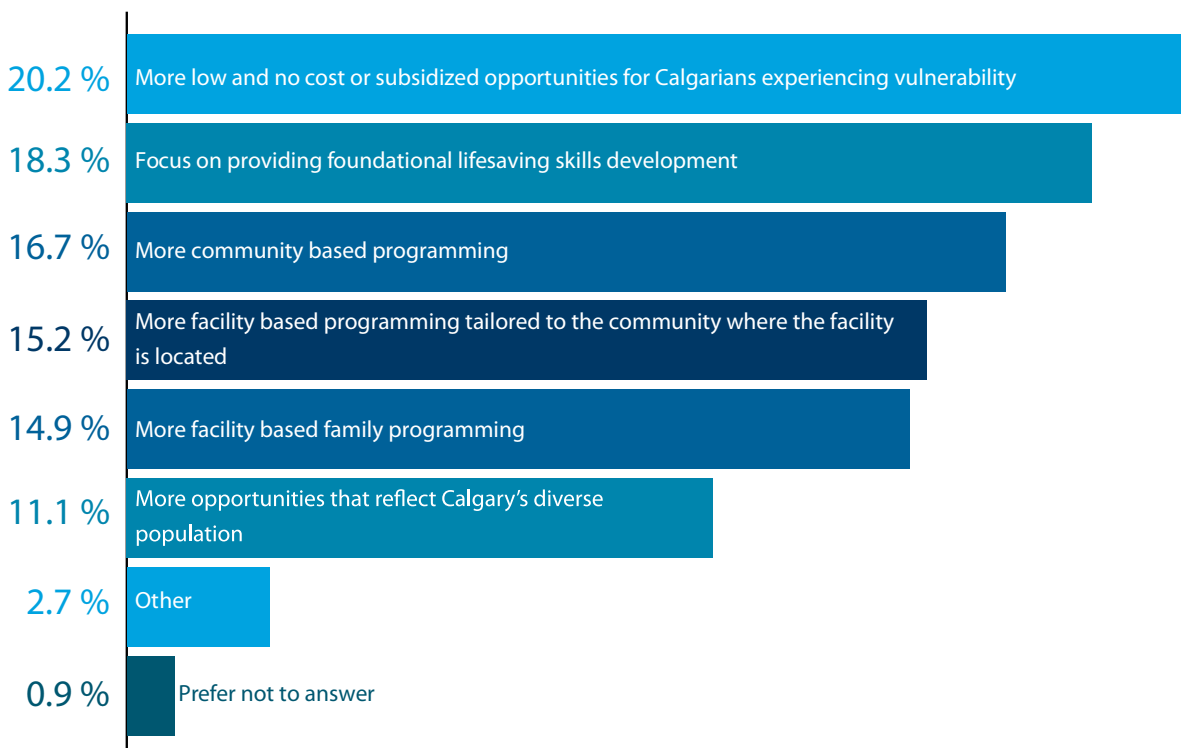 20.2 % More low and no cost or subsidized opportunities for Calgarians experiencing vulnerability
18.3 % Focus on providing foundational lifesaving skills development
16.7 % More community based programming
15.2 % More facility based programming tailored to the community where the facility
is located
14.9 % More facility based family programming
11.1 % More opportunities that reflect Calgary’s diverse
population
2.7 % Other
0.9 % Prefer not to answer